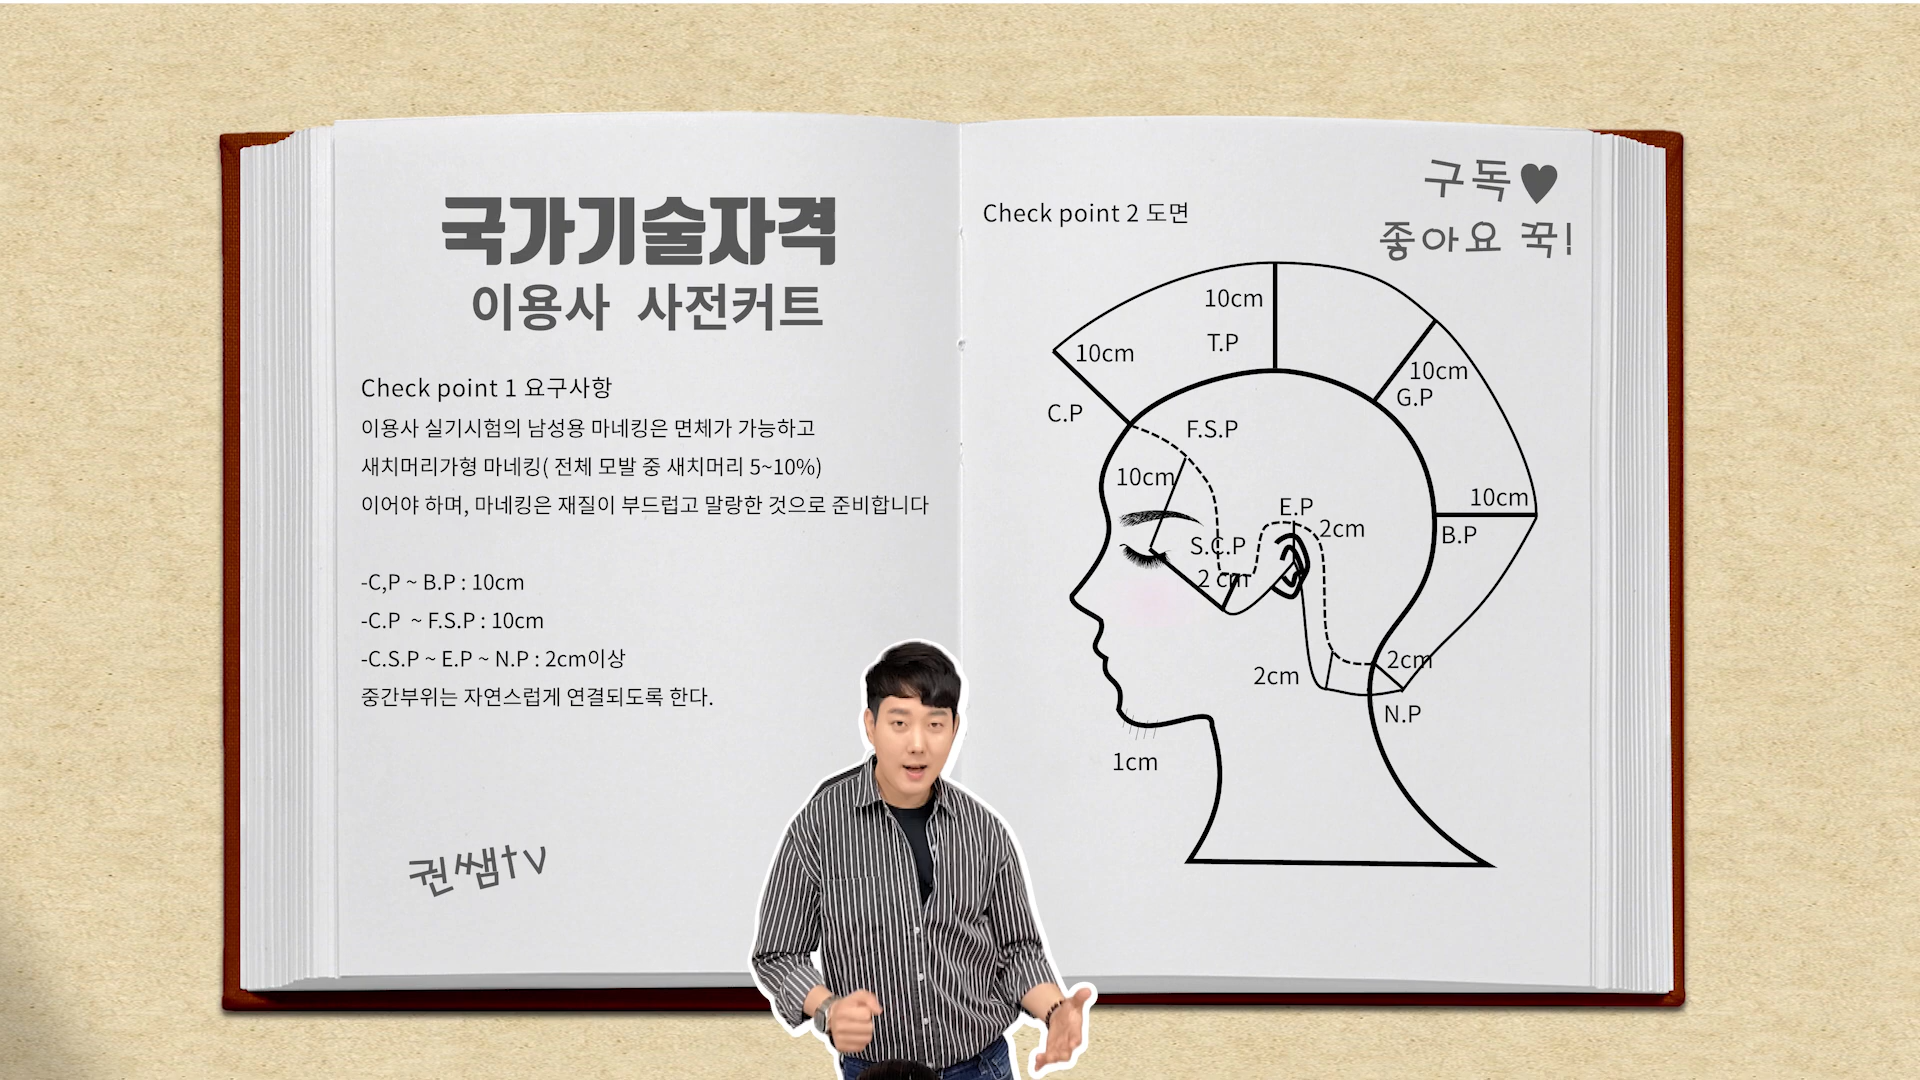 국가기술자격
이용사 사전커트
Check point 1 요구사항
이용사 실기시험의 남성용 마네킹은 면체가 가능하고
새치머리가형 마네킹( 전체 모발 중 새치머리 5~10%)
이어야 하며, 마네킹은 재질이 부드럽고 말랑한 것으로 준비합니다
-C,P ~ B.P : 10cm
-C.P ~ F.S.P : 10cm
-C.S.P ~ E.P ~ N.P : 2cm이상
중간부위는 자연스럽게 연결되도록 한다.
권쌤tv
구독♥
좋아요 꾹!
Check point 2 도면
10cm
T.P
10cm
C.P
10cm
G.P
F.S.P
10cm
10cm
B.P
E.P
2cm
S.C.P
2 cm
2cm
2cm
N.P
1cm